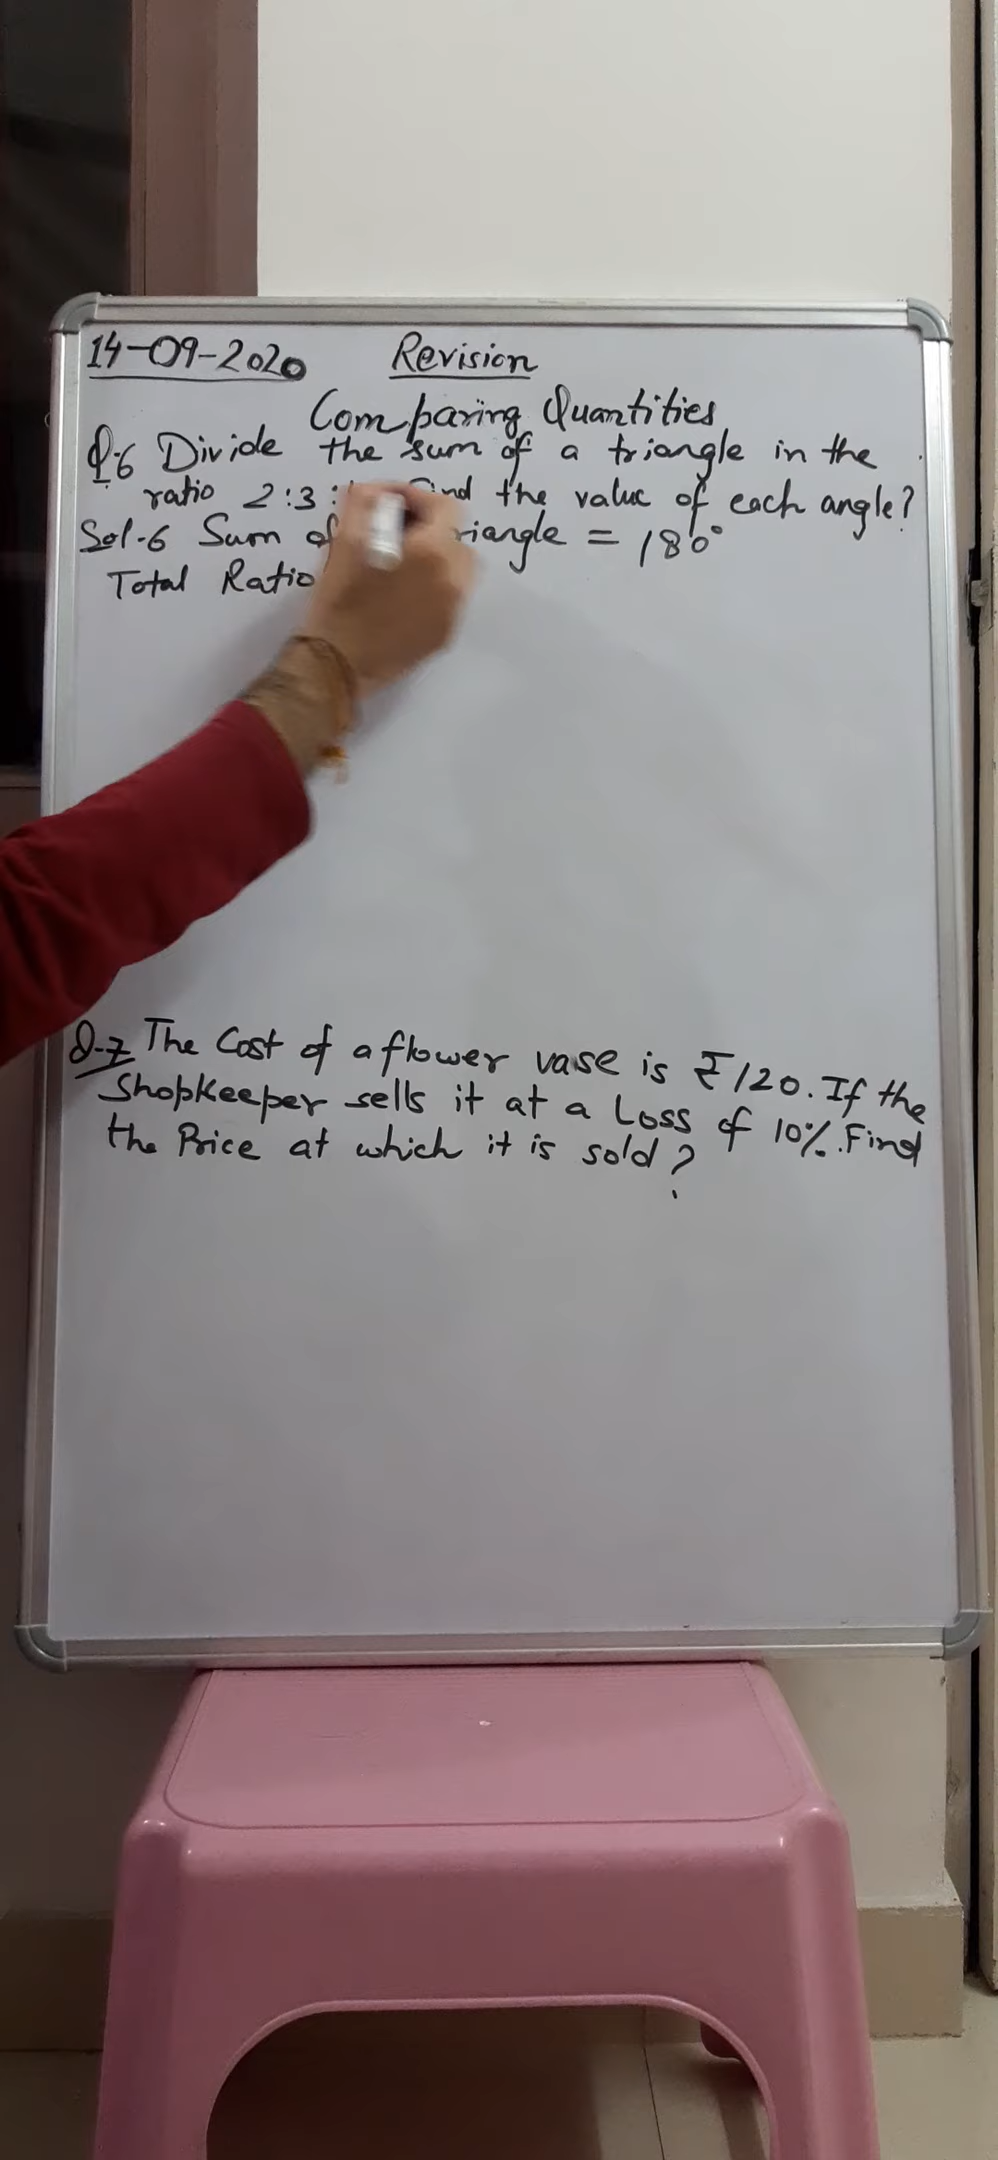 14-09-2020 Revision
Comparing Quantities
Q-6 Divide the sum of a triangle in the
ratio 2:3: the value of each angle?
Sol-6 Sum = 180°
Total Ratio
Q-7 The Cost of a flower vase is ₹120. If the
Shopkeeper sells it at a Loss of 10%. Find
the Price at which it is sold?